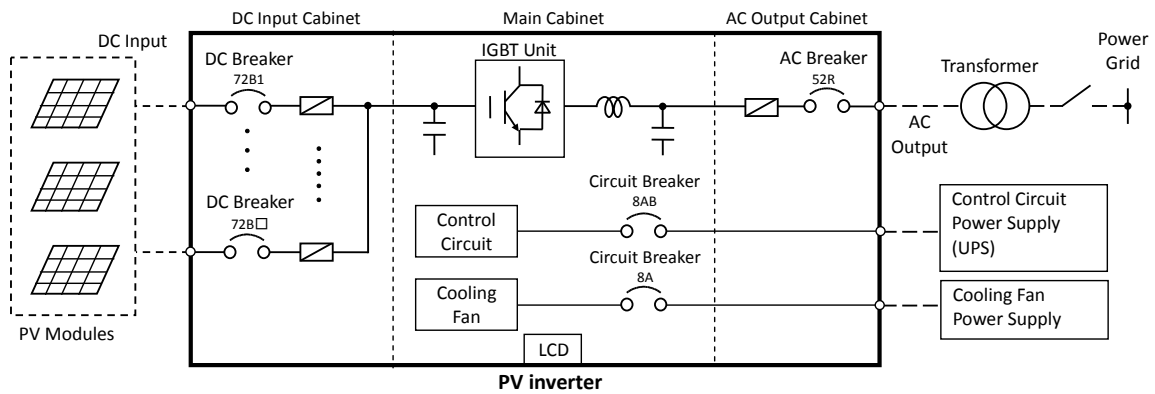 DC Input Cabinet
Main Cabinet
AC Output Cabinet
DC Input
DC Breaker
72B1
IGBT Unit
AC Breaker
52R
Transformer
Power
Grid
AC
Output
DC Breaker
72B□
Control
Circuit
Circuit Breaker
8AB
Control Circuit
Power Supply
(UPS)
Circuit Breaker
8A
Cooling
Fan
Cooling Fan
Power Supply
PV Modules
LCD
PV inverter